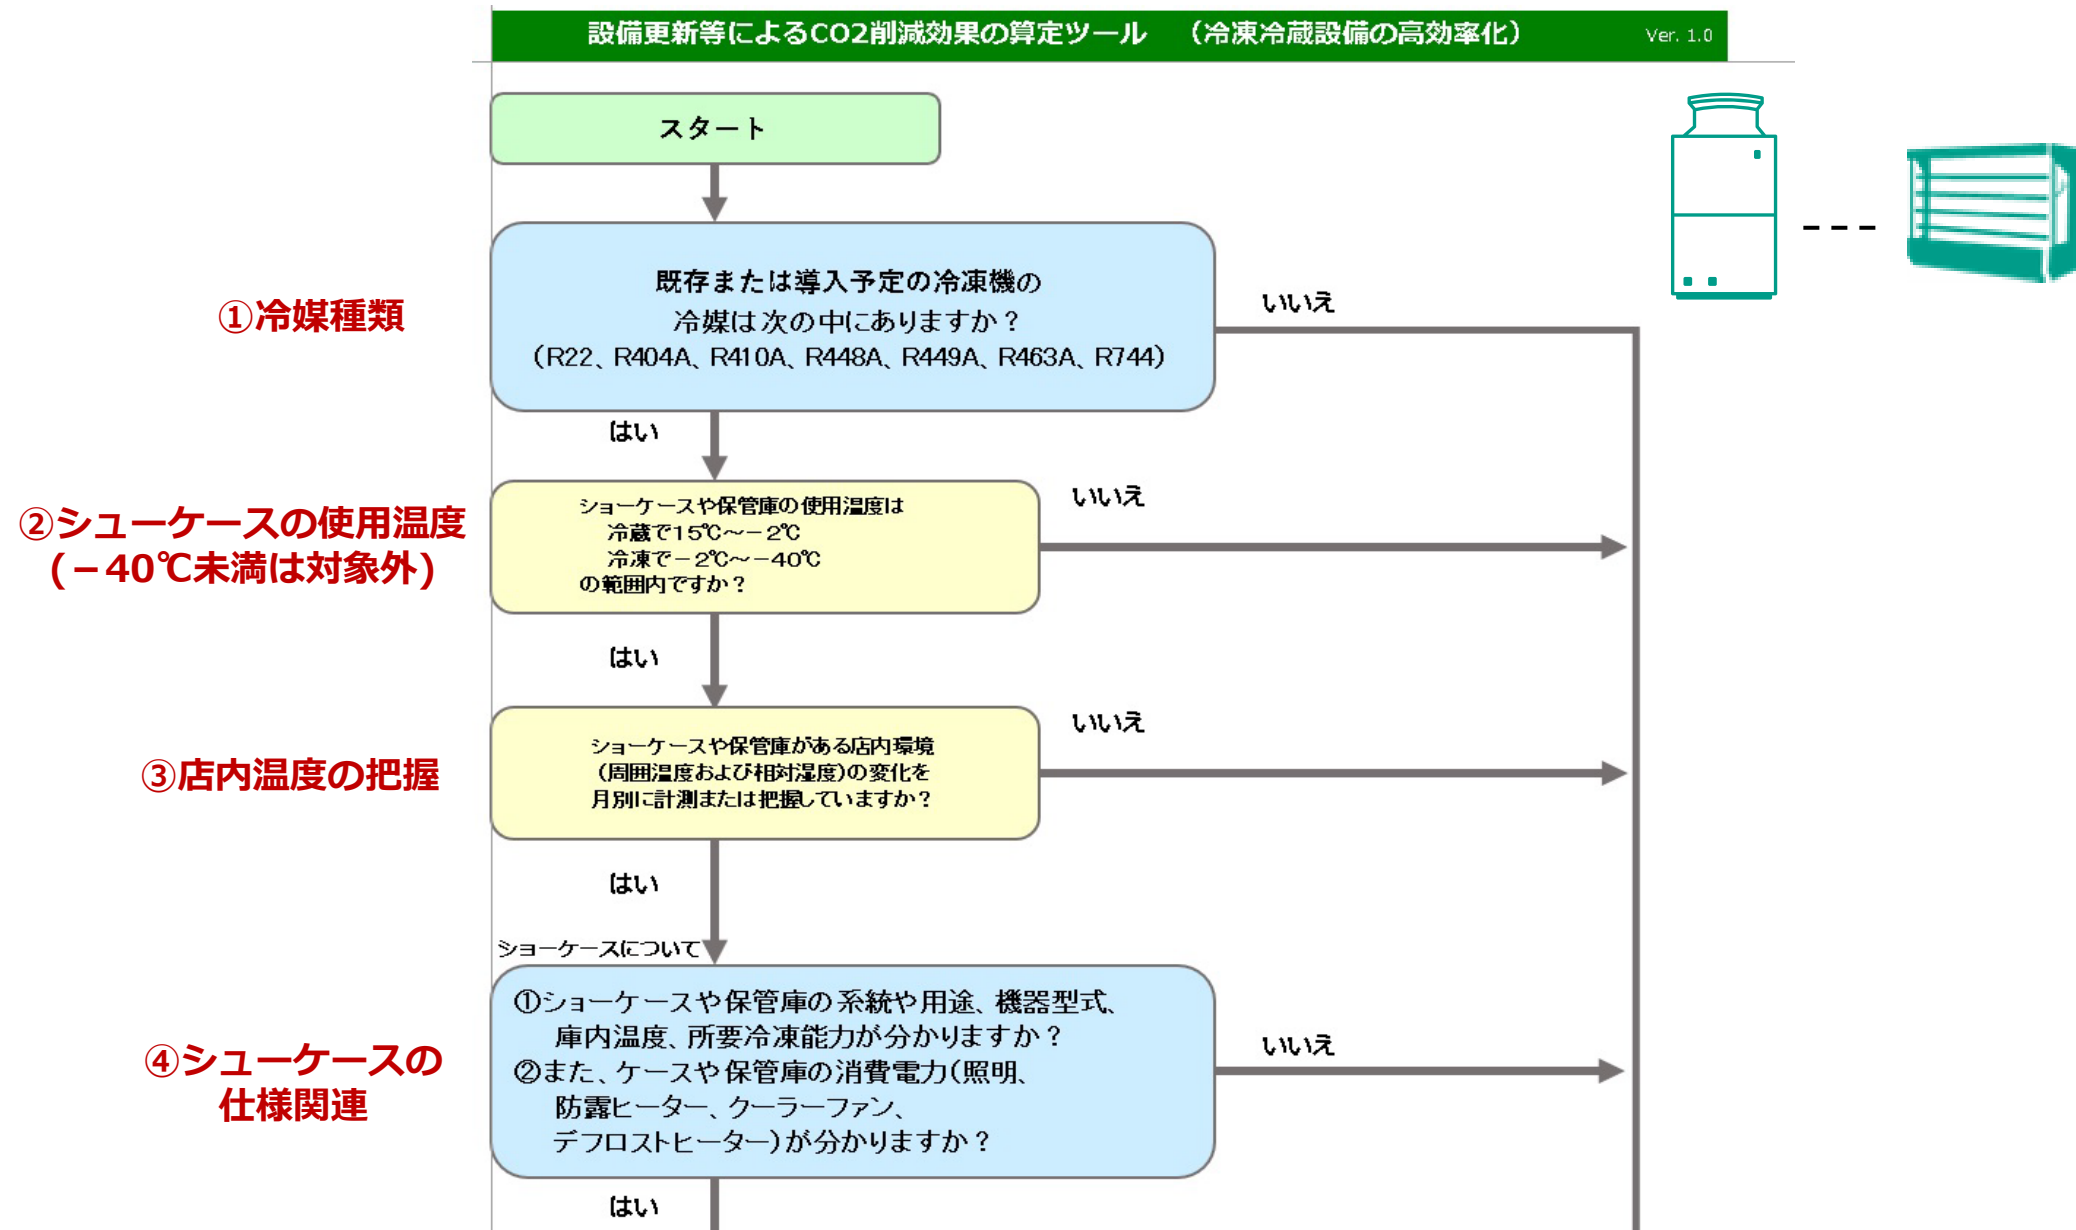 設備更新等によるCO2削減効果の算定ツール　（冷凍冷蔵設備の高効率化）　Ver. 1.0
スタート
①冷媒種類
既存または導入予定の冷凍機の
冷媒は次の中にありますか？
（R22、R404A、R410A、R448A、R449A、R463A、R744）
いいえ
はい
②シューケースの使用温度
(－40℃未満は対象外)
ショーケースや保管庫の使用温度は
冷蔵で15℃～－2℃
冷凍で－2℃～－40℃
の範囲内ですか？
いいえ
はい
③店内温度の把握
ショーケースや保管庫がある店内環境
（周囲温度および相対湿度）の変化を
月別に計測または把握していますか？
いいえ
はい
ショーケースについて
④シューケースの
仕様関連
①ショーケースや保管庫の系統や用途、機器型式、
庫内温度、所要冷凍能力が分かりますか？
②また、ケースや保管庫の消費電力（照明、
防露ヒーター、クーラーファン、
デフロストヒーター）が分かりますか？
いいえ
はい